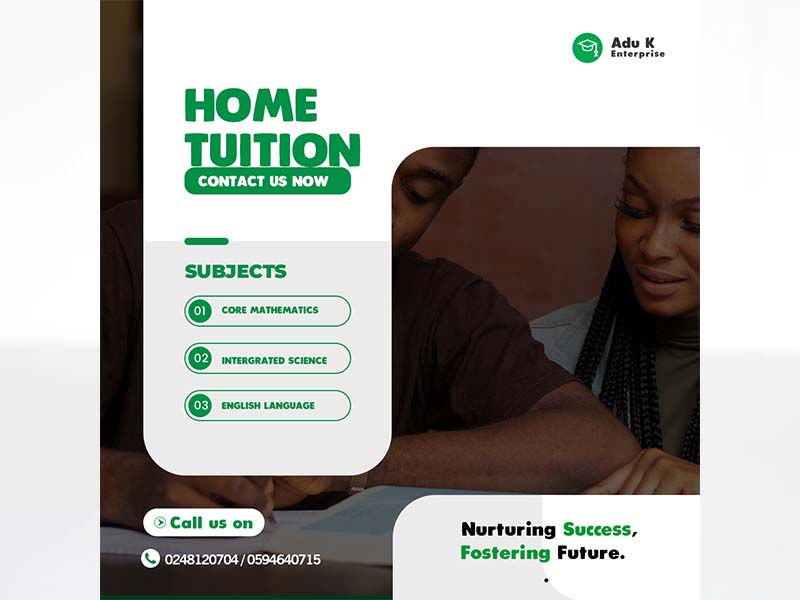 Adu K
Enterprise
HOME
TUITION
CONTACT US NOW
SUBJECTS
01 CORE MATHEMATICS
02 INTERGRATED SCIENCE
03 ENGLISH LANGUAGE
Call us on
0248120704 / 0594640715
Nurturing Success,
Fostering Future.
.